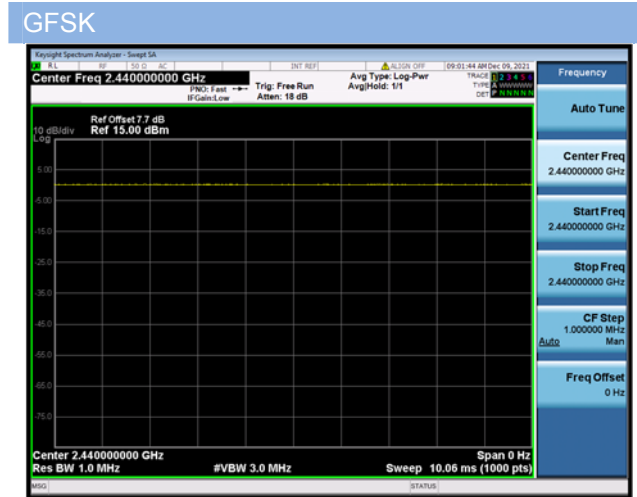 GFSK
Keysight Spectrum Analyzer - Swept SA
RL RF 50 Ω AC INT REF ALIGN OFF 09:01:44 AM Dec 09, 2021
Center Freq 2.440000000 GHz
PNO: Fast
IFGain:Low
Trig: Free Run
Atten: 18 dB
Avg Type: Log-Pwr
Avg|Hold: 1/1
TRACE 1 2 3 4 5 6
TYPE A WWWWW
DET P N N N N N
Ref Offset 7.7 dB
10 dB/div Ref 15.00 dBm
Log
5.00
-5.00
-15.0
-25.0
-35.0
-45.0
-55.0
-65.0
-75.0
Center 2.440000000 GHz Span 0 Hz
Res BW 1.0 MHz #VBW 3.0 MHz Sweep 10.06 ms (1000 pts)
MSG STATUS
Frequency
Auto Tune
Center Freq
2.440000000 GHz
Start Freq
2.440000000 GHz
Stop Freq
2.440000000 GHz
CF Step
1.000000 MHz
Auto Man
Freq Offset
0 Hz